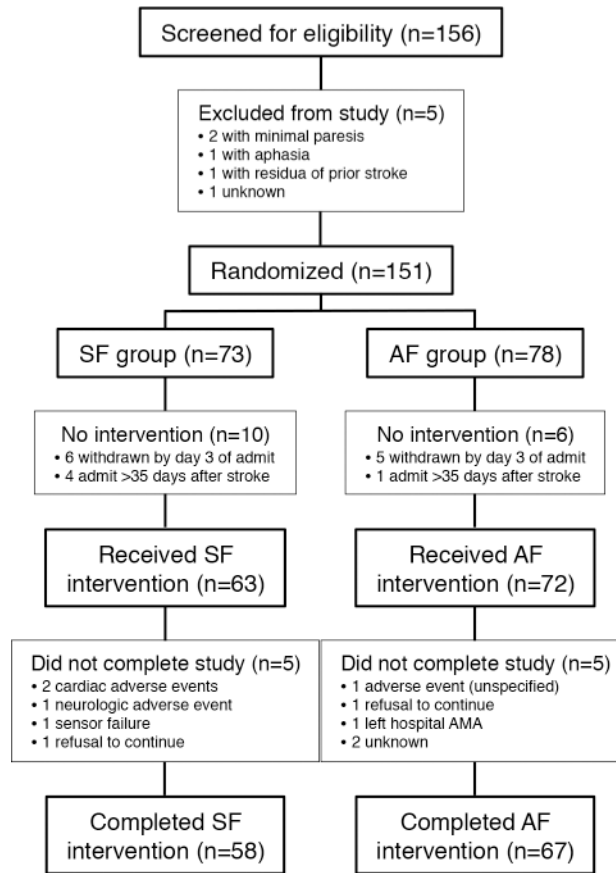 Screened for eligibility (n=156)
Excluded from study (n=5)
• 2 with minimal paresis
• 1 with aphasia
• 1 with residua of prior stroke
• 1 unknown
Randomized (n=151)
SF group (n=73)
AF group (n=78)
No intervention (n=10)
• 6 withdrawn by day 3 of admit
• 4 admit >35 days after stroke
No intervention (n=6)
• 5 withdrawn by day 3 of admit
• 1 admit >35 days after stroke
Received SF
intervention (n=63)
Received AF
intervention (n=72)
Did not complete study (n=5)
• 2 cardiac adverse events
• 1 neurologic adverse event
• 1 sensor failure
• 1 refusal to continue
Did not complete study (n=5)
• 1 adverse event (unspecified)
• 1 refusal to continue
• 1 left hospital AMA
• 2 unknown
Completed SF
intervention (n=58)
Completed AF
intervention (n=67)